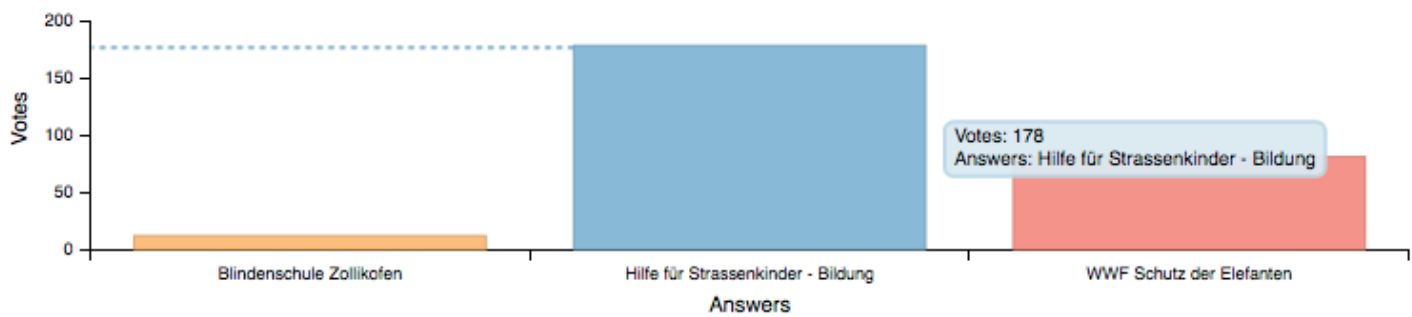 200
150
100
50
0
Votes
Votes: 178
Answers: Hilfe für Strassenkinder - Bildung
Blindenschule Zollikofen
Hilfe für Strassenkinder - Bildung
WWF Schutz der Elefanten
Answers